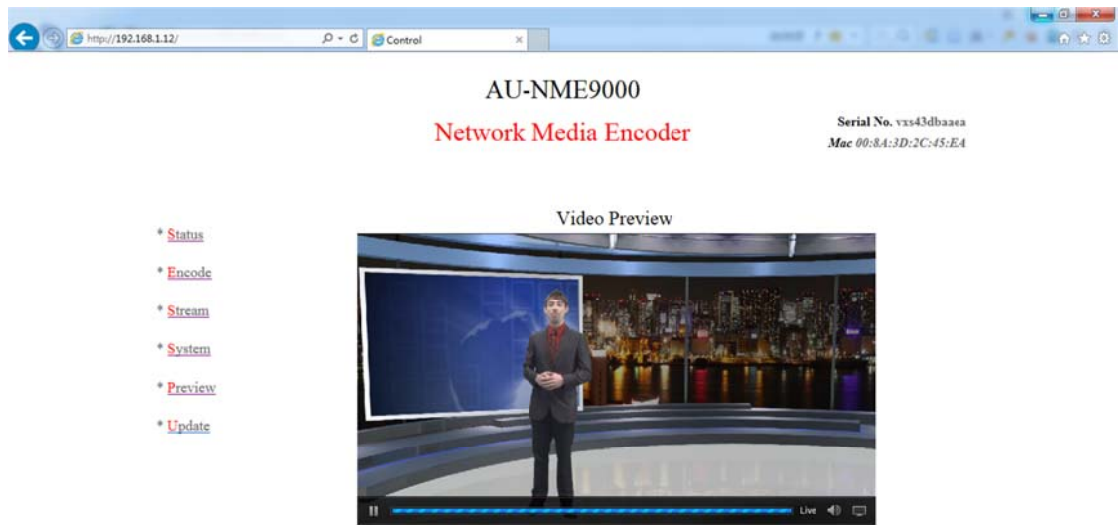 http://192.168.1.12/
Control
AU-NME9000
Network Media Encoder
Serial No. vxs43dbaaea
Mac 00:8A:3D:2C:45:EA
* Status
* Encode
* Stream
* System
* Preview
* Update
Video Preview
Live